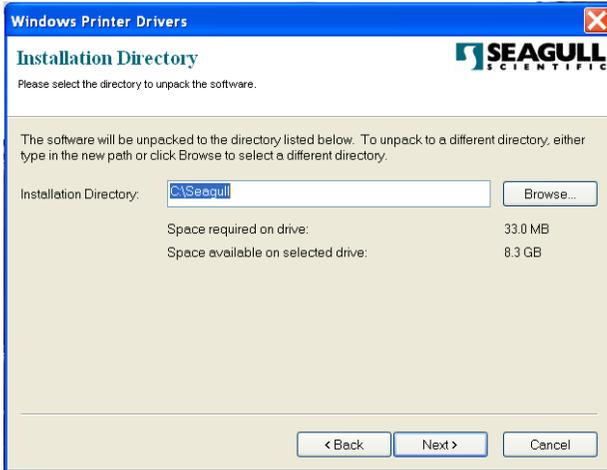 Windows Printer Drivers
Installation Directory
SEAGULL
SCIENTIFIC
Please select the directory to unpack the software.
The software will be unpacked to the directory listed below. To unpack to a different directory, either
type in the new path or click Browse to select a different directory.
Installation Directory: C:\Seagull Browse...
Space required on drive: 33.0 MB
Space available on selected drive: 8.3 GB
< Back Next > Cancel